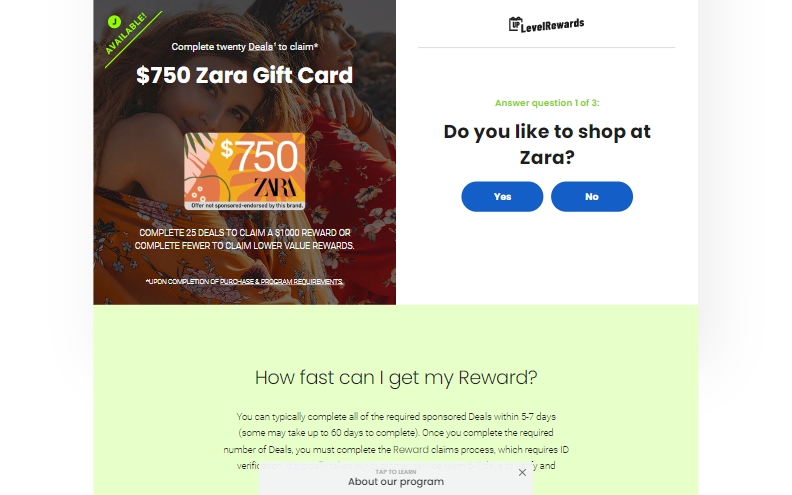 J
AVAILABLE!
Complete twenty Deals¹ to claim*
$750 Zara Gift Card
$750
ZARA
Offer not sponsored-endorsed by this brand.
COMPLETE 25 DEALS TO CLAIM A $1000 REWARD OR
COMPLETE FEWER TO CLAIM LOWER VALUE REWARDS.
*UPON COMPLETION OF PURCHASE & PROGRAM REQUIREMENTS.
UP LevelRewards
Answer question 1 of 3:
Do you like to shop at
Zara?
Yes
No
How fast can I get my Reward?
You can typically complete all of the required sponsored Deals within 5-7 days
(some may take up to 60 days to complete). Once you complete the required
number of Deals, you must complete the Reward claims process, which requires ID
and
TAP TO LEARN
About our program